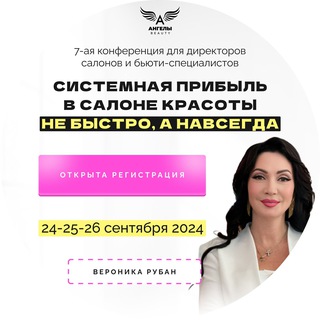 АНГЕЛЫ
BEAUTY
7-ая конференция для директоров
салонов и бьюти-специалистов
СИСТЕМНАЯ ПРИБЫЛЬ
В САЛОНЕ КРАСОТЫ
НЕ БЫСТРО, А НАВСЕГДА
ОТКРЫТА РЕГИСТРАЦИЯ
24-25-26 сентября 2024
ВЕРОНИКА РУБАН